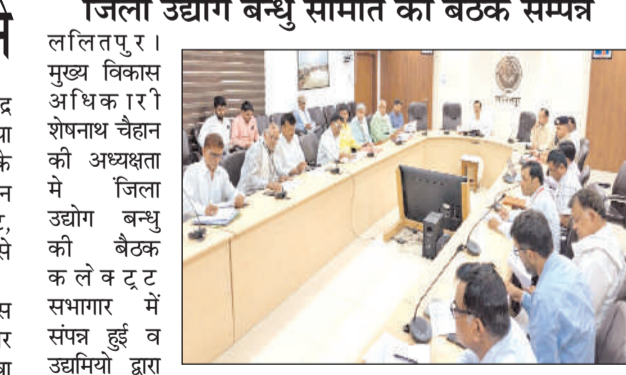 जिला उद्योग बन्धु समिति की बैठक सम्पन्न
ललितपुर।
मुख्य विकास
अधिकारी
शेषनाथ चैहान
की अध्यक्षता
मे जिला
उद्योग बन्धु
की बैठक
कलेक्ट्रट
सभागार में
संपन्न हुई व
उद्यमियो द्वारा